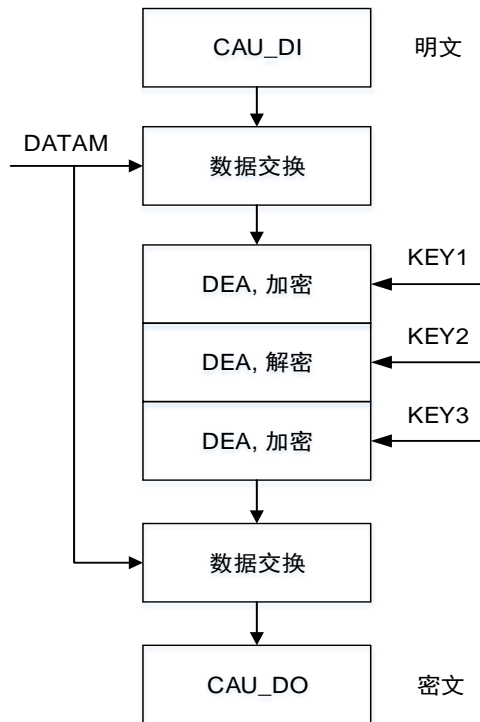 CAU_DI 明文
DATAM
数据交换
KEY1
DEA, 加密
KEY2
DEA, 解密
KEY3
DEA, 加密
数据交换
CAU_DO 密文